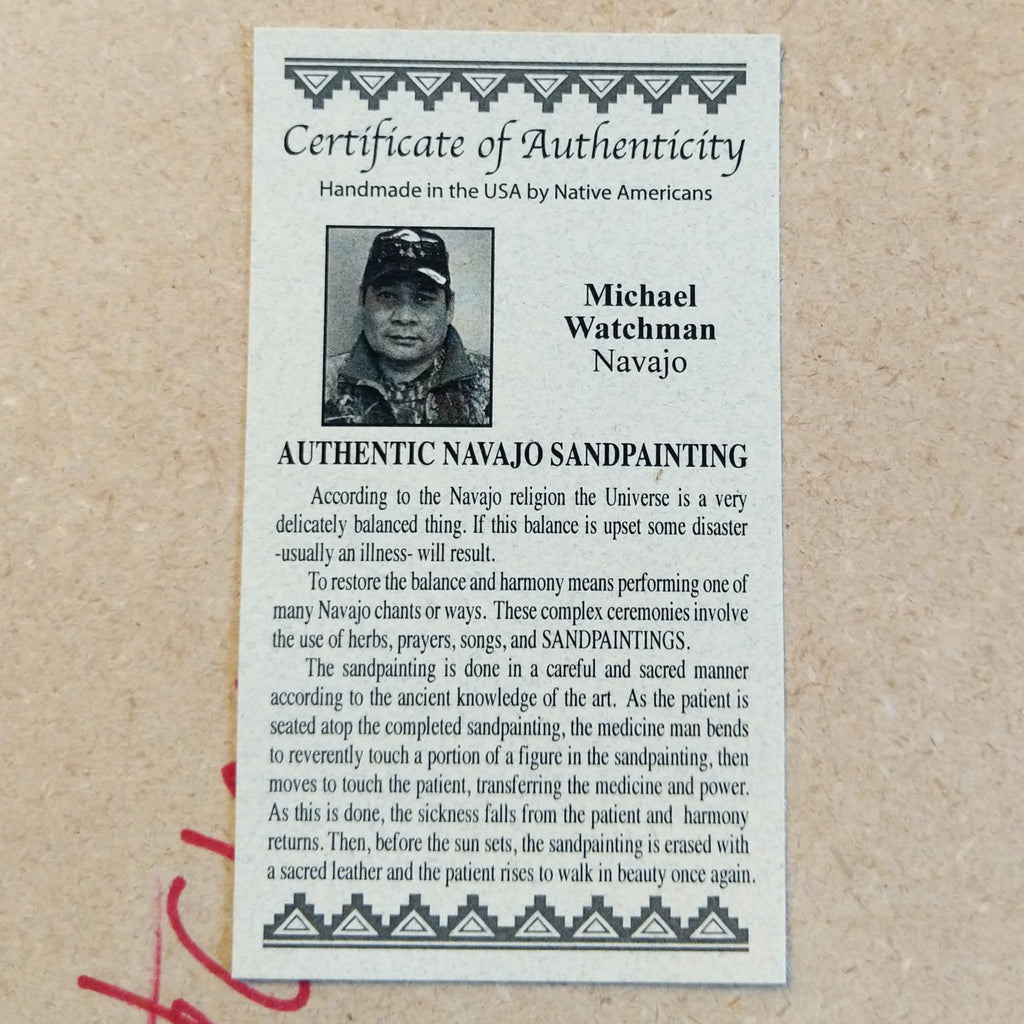 Certificate of Authenticity
Handmade in the USA by Native Americans
Michael
Watchman
Navajo
AUTHENTIC NAVAJO SANDPAINTING
According to the Navajo religion the Universe is a very
delicately balanced thing. If this balance is upset some disaster
-usually an illness- will result.
To restore the balance and harmony means performing one of
many Navajo chants or ways. These complex ceremonies involve
the use of herbs, prayers, songs, and SANDPAINTINGS.
The sandpainting is done in a careful and sacred manner
according to the ancient knowledge of the art. As the patient is
seated atop the completed sandpainting, the medicine man bends
to reverently touch a portion of a figure in the sandpainting, then
moves to touch the patient, transferring the medicine and power.
As this is done, the sickness falls from the patient and harmony
returns. Then, before the sun sets, the sandpainting is erased with
a sacred leather and the patient rises to walk in beauty once again.